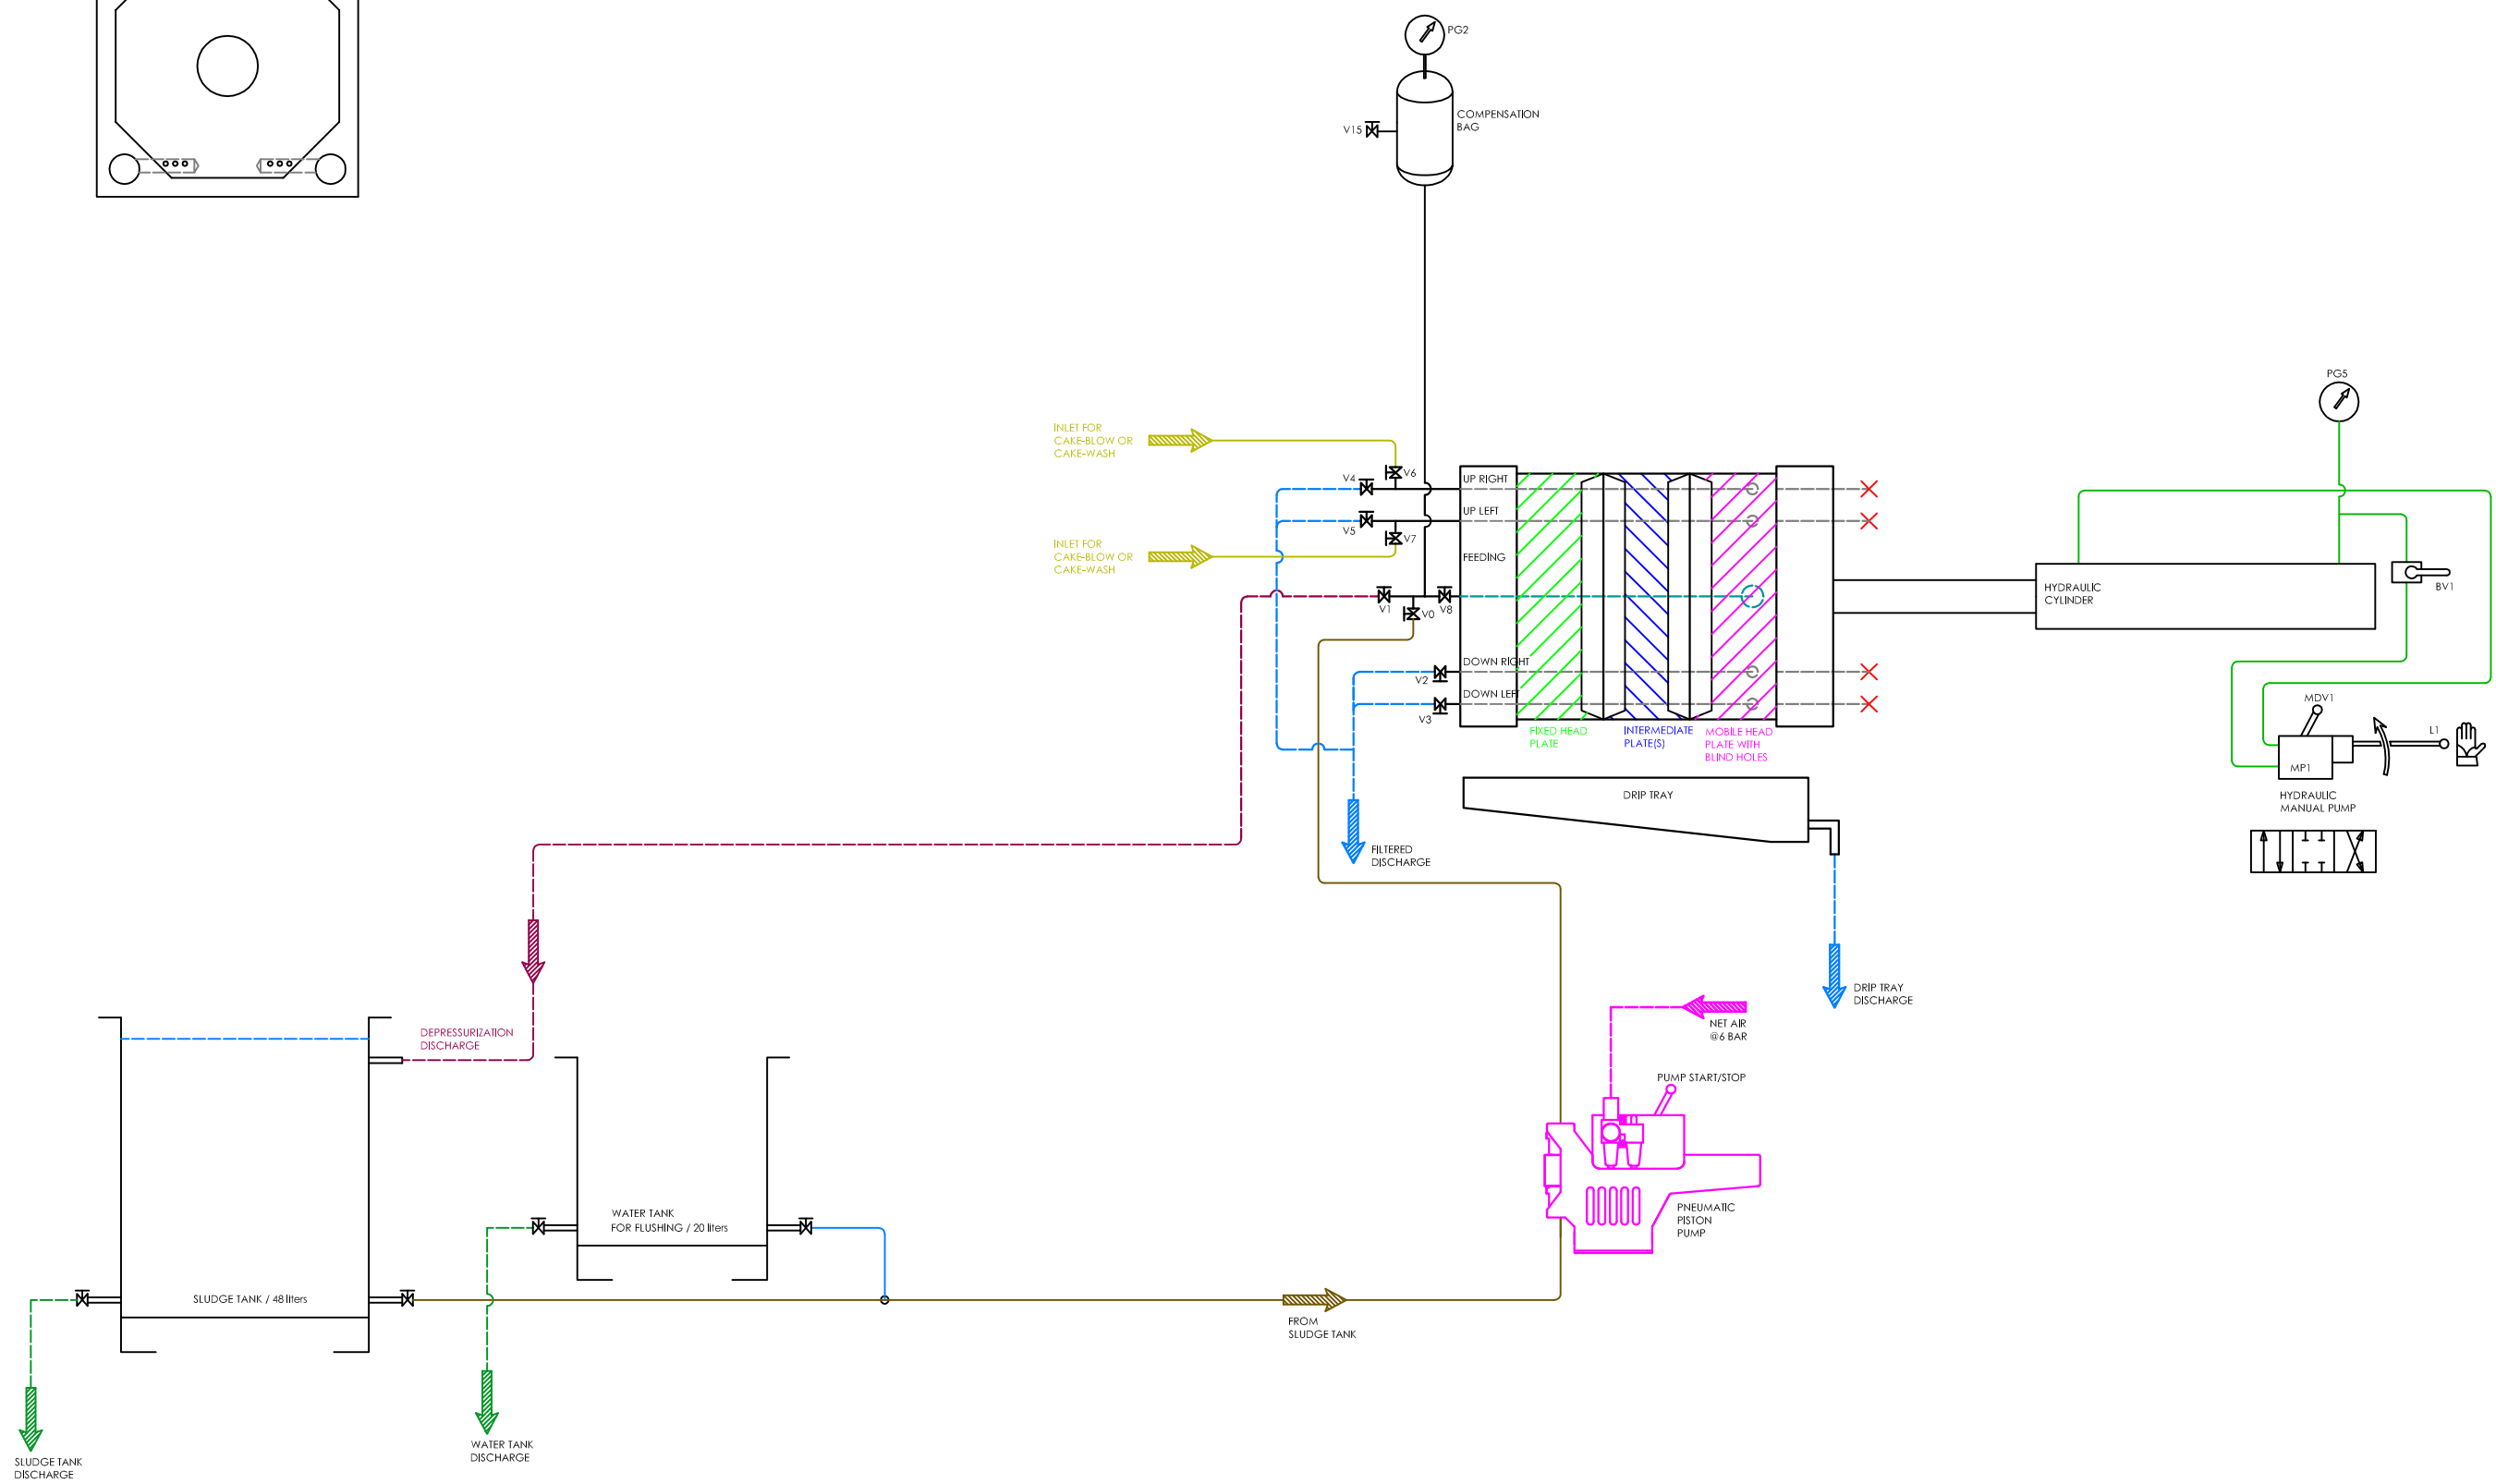 PG2
COMPENSATION
BAG
V15
PG5
INLET FOR
CAKE-BLOW OR
CAKE-WASH
V6
V4
UP RIGHT
UP LEFT
V5
V7
INLET FOR
CAKE-BLOW OR
CAKE-WASH
FEEDING
HYDRAULIC
CYLINDER
BV1
V1
V0
V8
DOWN RIGHT
V2
DOWN LEFT
V3
FIXED HEAD
PLATE
INTERMEDIATE
PLATE(S)
MOBILE HEAD
PLATE WITH
BLIND HOLES
MDV1
L1
MP1
HYDRAULIC
MANUAL PUMP
DRIP TRAY
FILTERED
DISCHARGE
DRIP TRAY
DISCHARGE
NET AIR
@6 BAR
DEPRESSURIZATION
DISCHARGE
PUMP START/STOP
PNEUMATIC
PISTON
PUMP
WATER TANK
FOR FLUSHING / 20 liters
SLUDGE TANK / 48 liters
FROM
SLUDGE TANK
WATER TANK
DISCHARGE
SLUDGE TANK
DISCHARGE